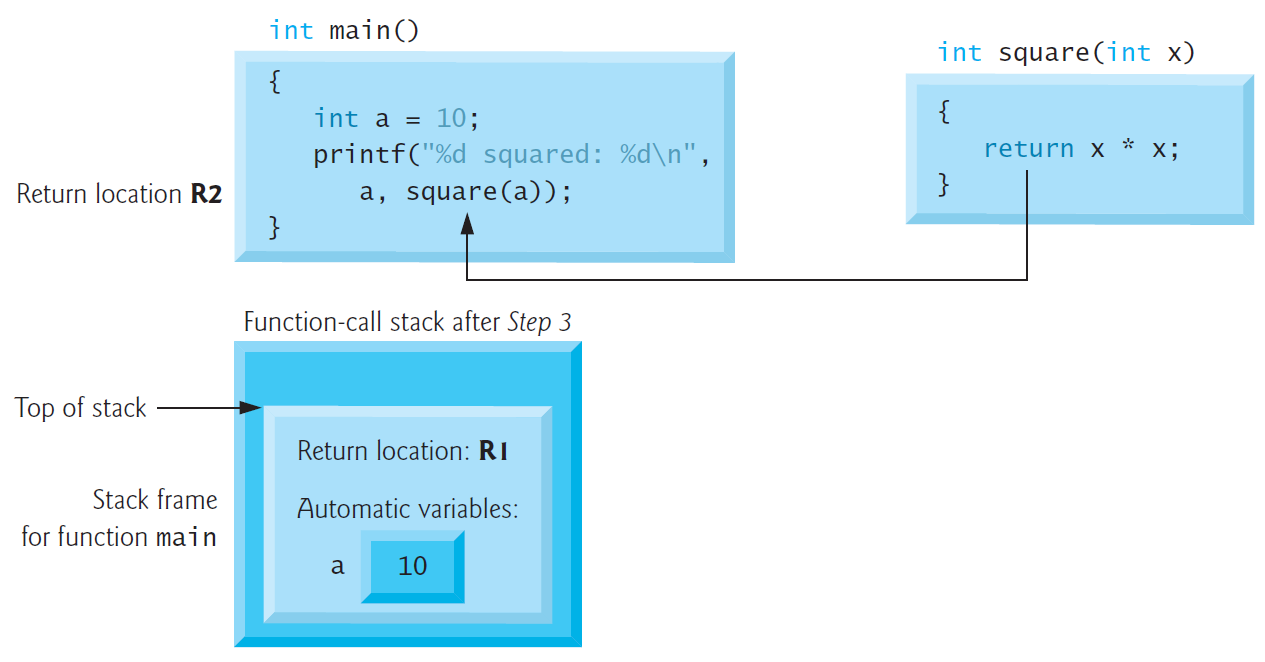 int main()
{
int a = 10;
printf("%d squared: %d\n",
a, square(a));
}
Return location R2
int square(int x)
{
return x * x;
}
Function-call stack after Step 3
Top of stack
Return location: R1
Automatic variables:
a 10
Stack frame
for function main